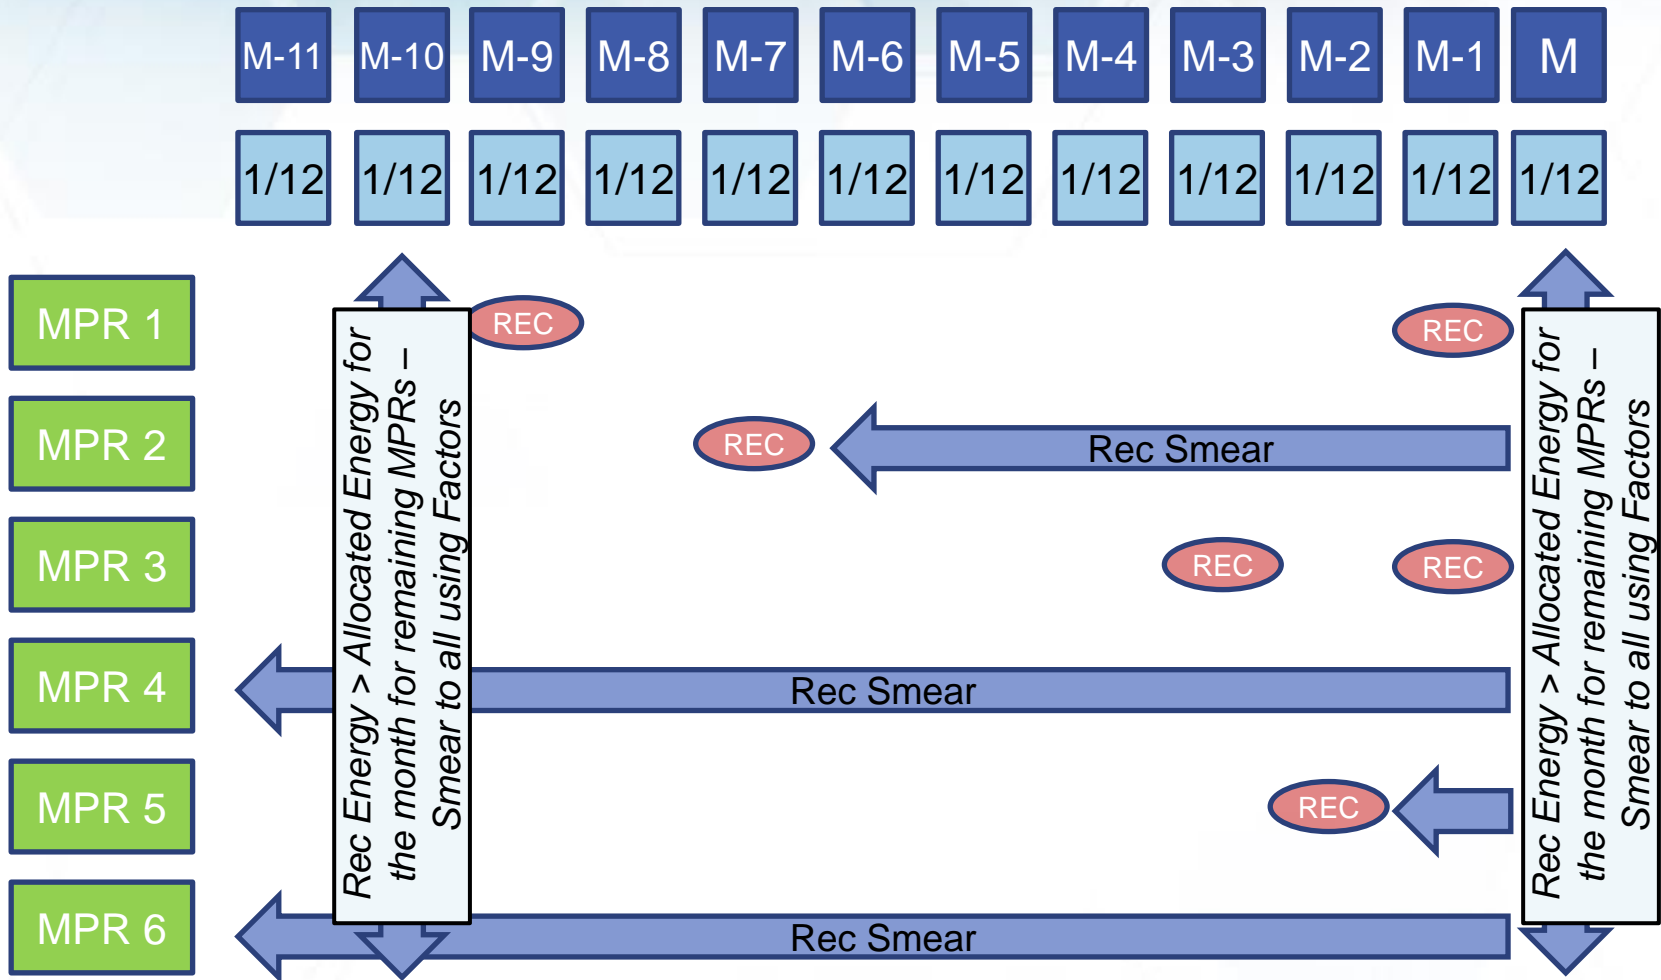 M-11 M-10 M-9 M-8 M-7 M-6 M-5 M-4 M-3 M-2 M-1 M
1/12 1/12 1/12 1/12 1/12 1/12 1/12 1/12 1/12 1/12 1/12 1/12
MPR 1 REC REC
MPR 2 REC Rec Smear
MPR 3 REC REC
MPR 4 Rec Smear
MPR 5 REC
MPR 6 Rec Smear
Rec Energy > Allocated Energy for
the month for remaining MPRs –
Smear to all using Factors
Rec Energy > Allocated Energy for
the month for remaining MPRs –
Smear to all using Factors